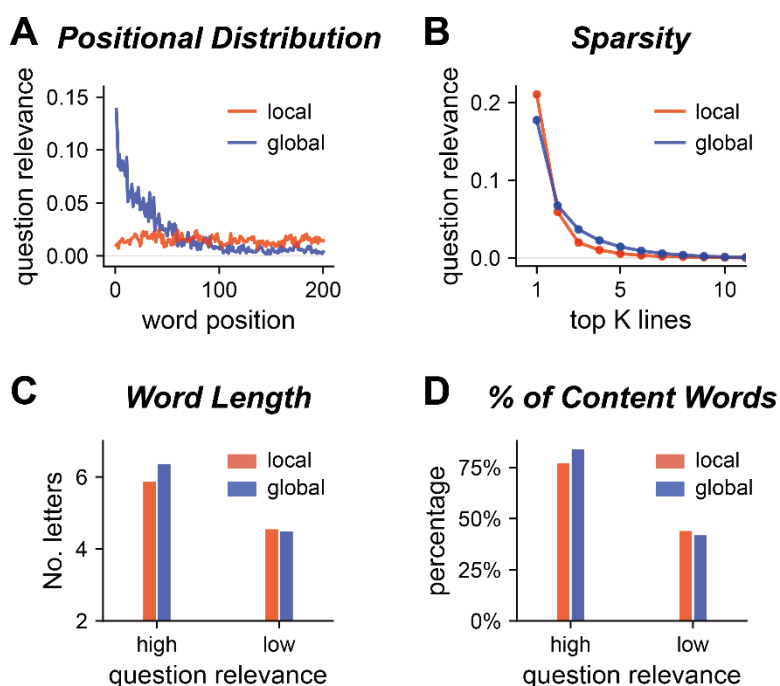 A Positional Distribution
question relevance
0.15
0.10
0.05
0.00
local
global
0
100
200
word position
B Sparsity
question relevance
0.2
0.1
0.0
local
global
1
5
10
top K lines
C Word Length
No. letters
6
4
2
local
global
high
low
question relevance
D % of Content Words
percentage
75%
50%
25%
0%
local
global
high
low
question relevance